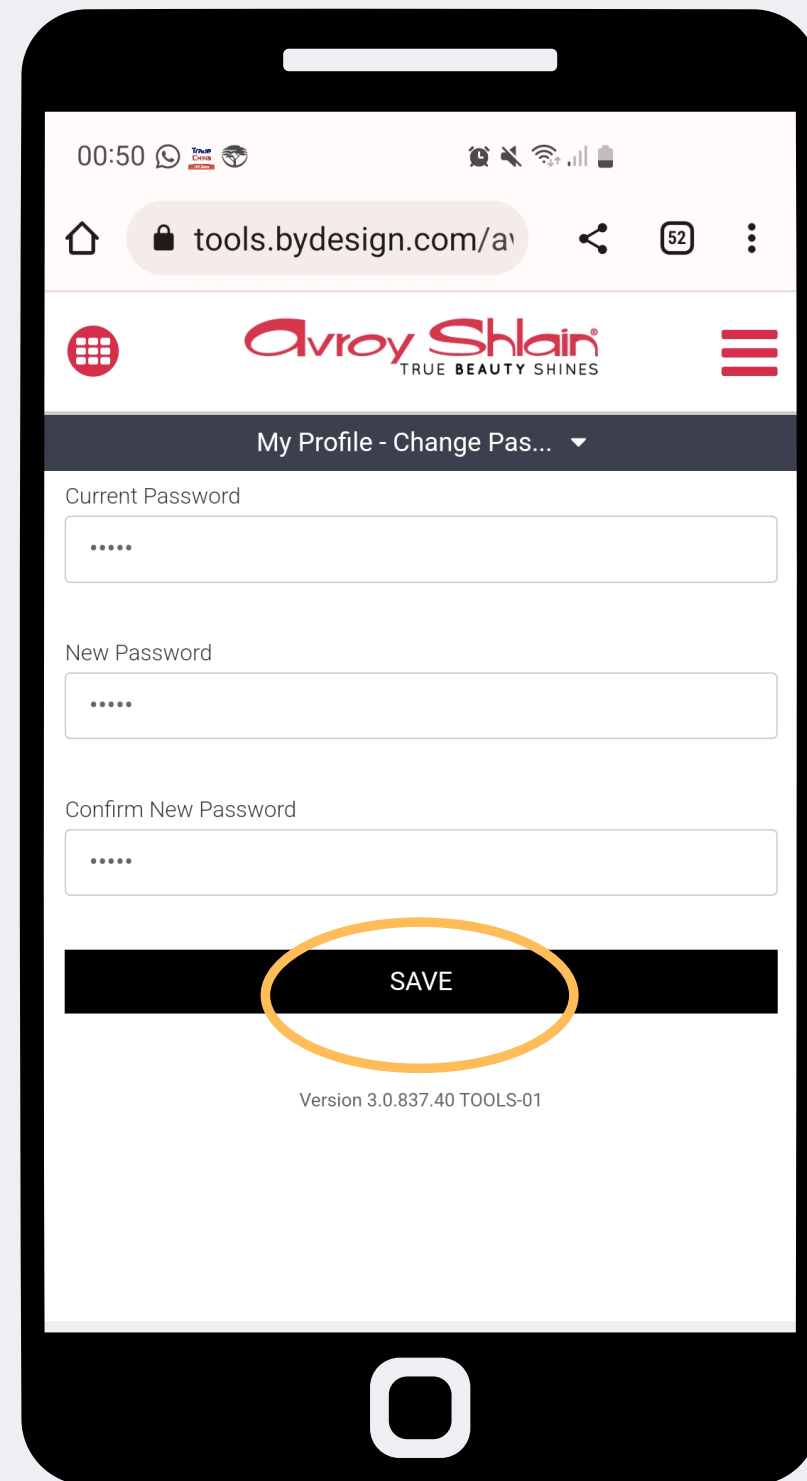 00:50
tools.bydesign.com/a
52
avroy Shlain®
TRUE BEAUTY SHINES
My Profile - Change Pas...
Current Password
•••••
New Password
•••••
Confirm New Password
•••••
SAVE
Version 3.0.837.40 TOOLS-01